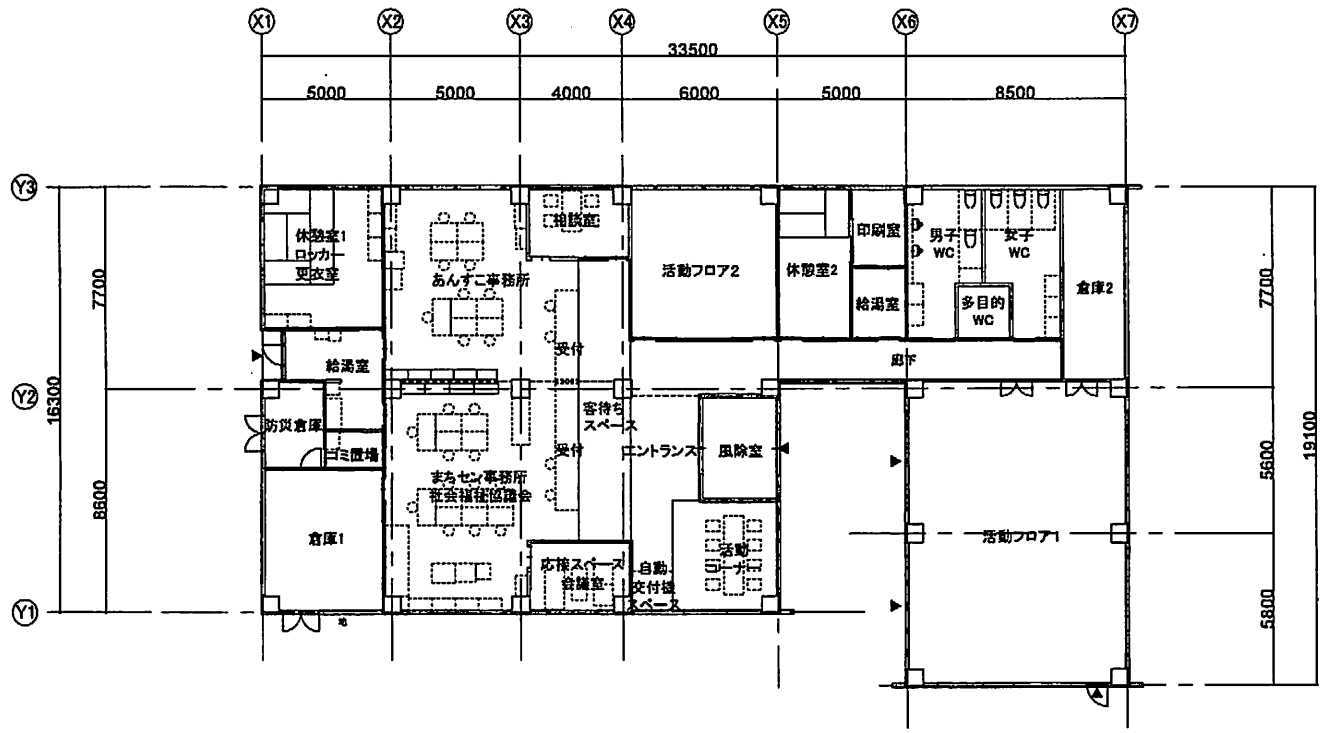 X1 X2 X3 X4 X5 X6 X7
33500
5000 5000 4000 6000 5000 8500
Y3
Y2
Y1
16300
7700
8600
7700
5600
5800
19100
休憩室1
ロッカー
更衣室
あんすこ事務所
相談室
活動フロア2
休憩室2
印刷室
給湯室
男子
WC
女子
WC
多目的
WC
倉庫2
給湯室
受付
廊下
防災倉庫
ゴミ置場
客待ち
スペース
受付
エントランス
風除室
まちセン事務所
社会福祉協議会
倉庫1
応接スペース
会議室
自動
交付機
スペース
活動
コーナー
活動フロア1